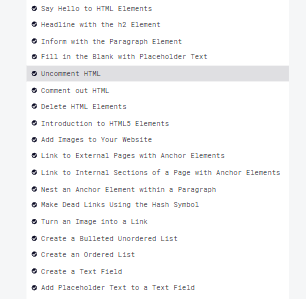 Say Hello to HTML Elements
Headline with the h2 Element
Inform with the Paragraph Element
Fill in the Blank with Placeholder Text
Uncomment HTML
Comment out HTML
Delete HTML Elements
Introduction to HTML5 Elements
Add Images to Your Website
Link to External Pages with Anchor Elements
Link to Internal Sections of a Page with Anchor Elements
Nest an Anchor Element within a Paragraph
Make Dead Links Using the Hash Symbol
Turn an Image into a Link
Create a Bulleted Unordered List
Create an Ordered List
Create a Text Field
Add Placeholder Text to a Text Field